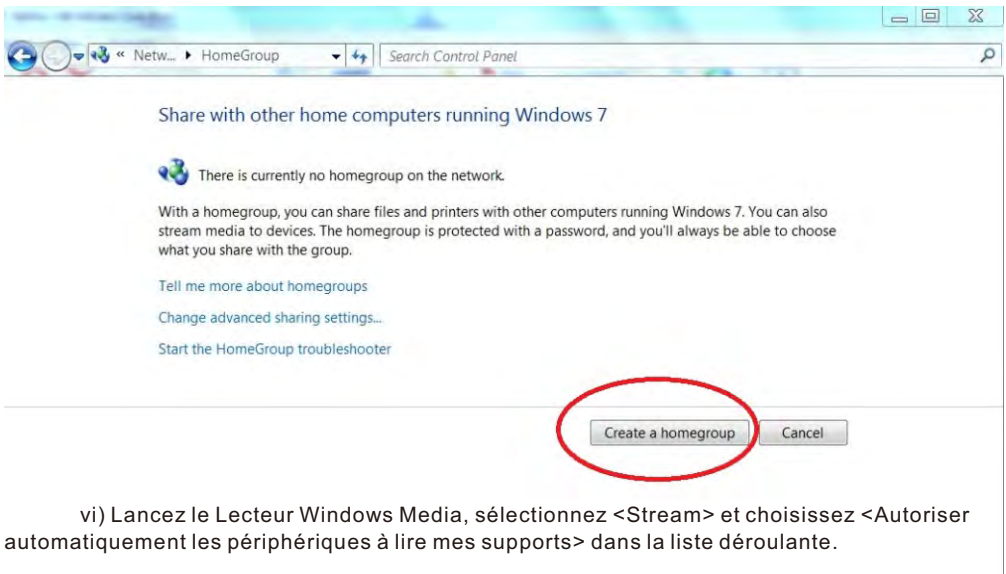 « Netw... ▸ HomeGroup Search Control Panel
Share with other home computers running Windows 7
There is currently no homegroup on the network.
With a homegroup, you can share files and printers with other computers running Windows 7. You can also
stream media to devices. The homegroup is protected with a password, and you'll always be able to choose
what you share with the group.
Tell me more about homegroups
Change advanced sharing settings...
Start the HomeGroup troubleshooter
Create a homegroup Cancel
vi) Lancez le Lecteur Windows Media, sélectionnez <Stream> et choisissez <Autoriser
automatiquement les périphériques à lire mes supports> dans la liste déroulante.